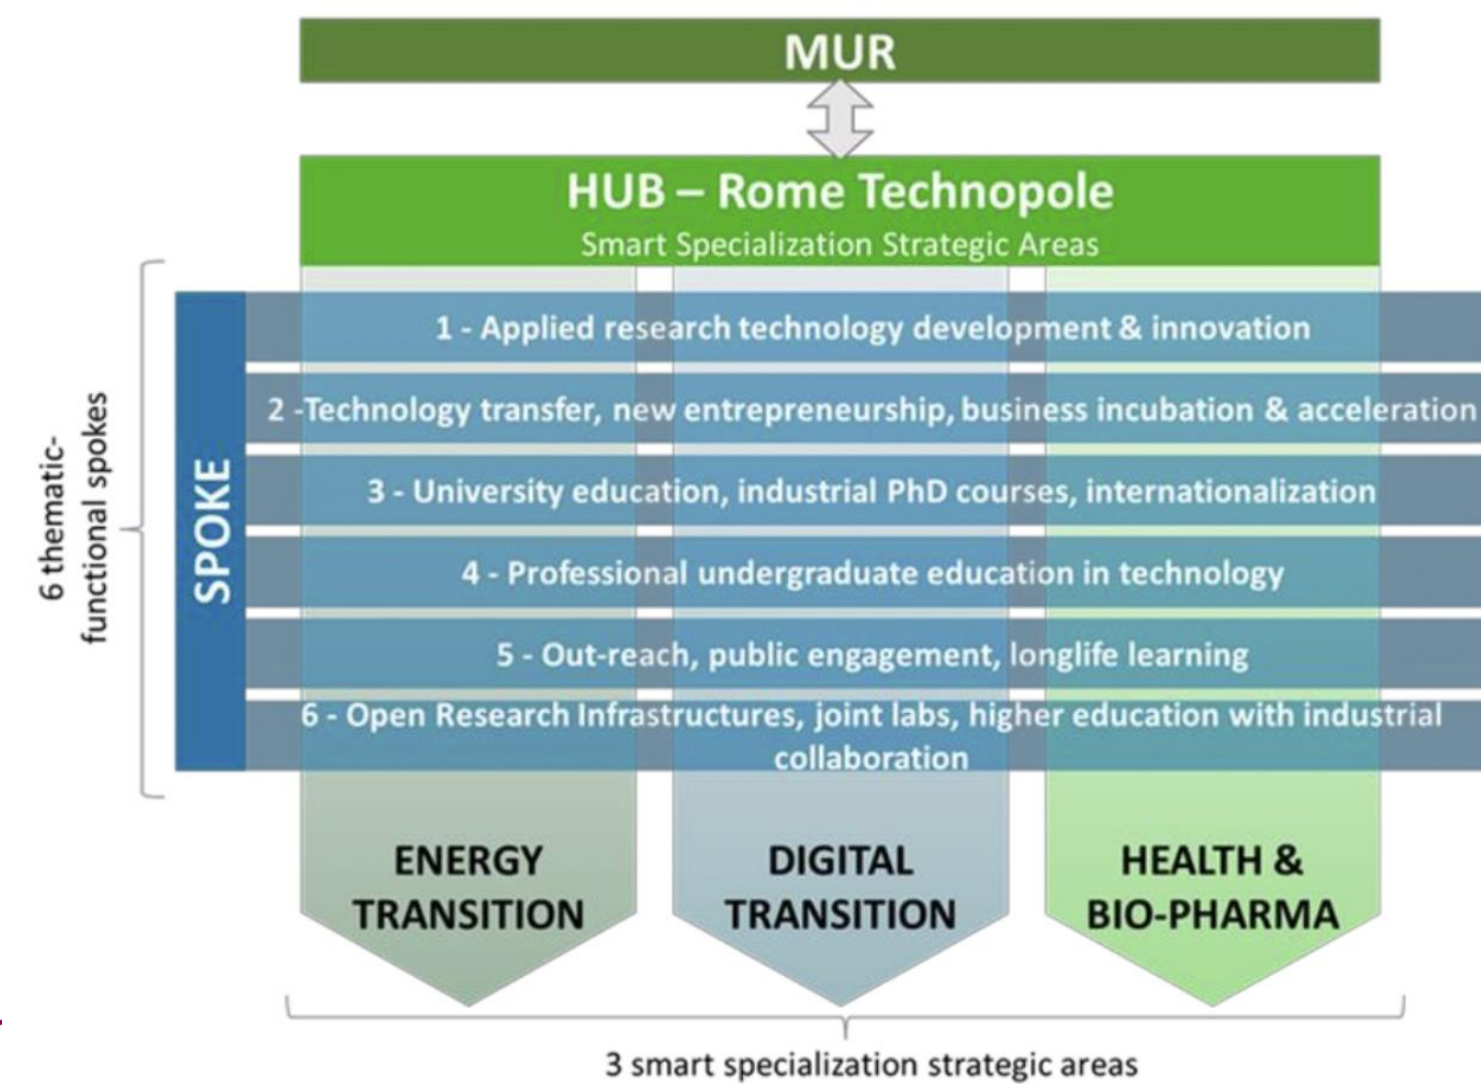 MUR
HUB – Rome Technopole
Smart Specialization Strategic Areas
6 thematic-
functional spokes
SPOKE
1 - Applied research technology development & innovation
2 -Technology transfer, new entrepreneurship, business incubation & acceleration
3 - University education, industrial PhD courses, internationalization
4 - Professional undergraduate education in technology
5 - Out-reach, public engagement, longlife learning
6 - Open Research Infrastructures, joint labs, higher education with industrial
collaboration
ENERGY
TRANSITION
DIGITAL
TRANSITION
HEALTH &
BIO-PHARMA
3 smart specialization strategic areas